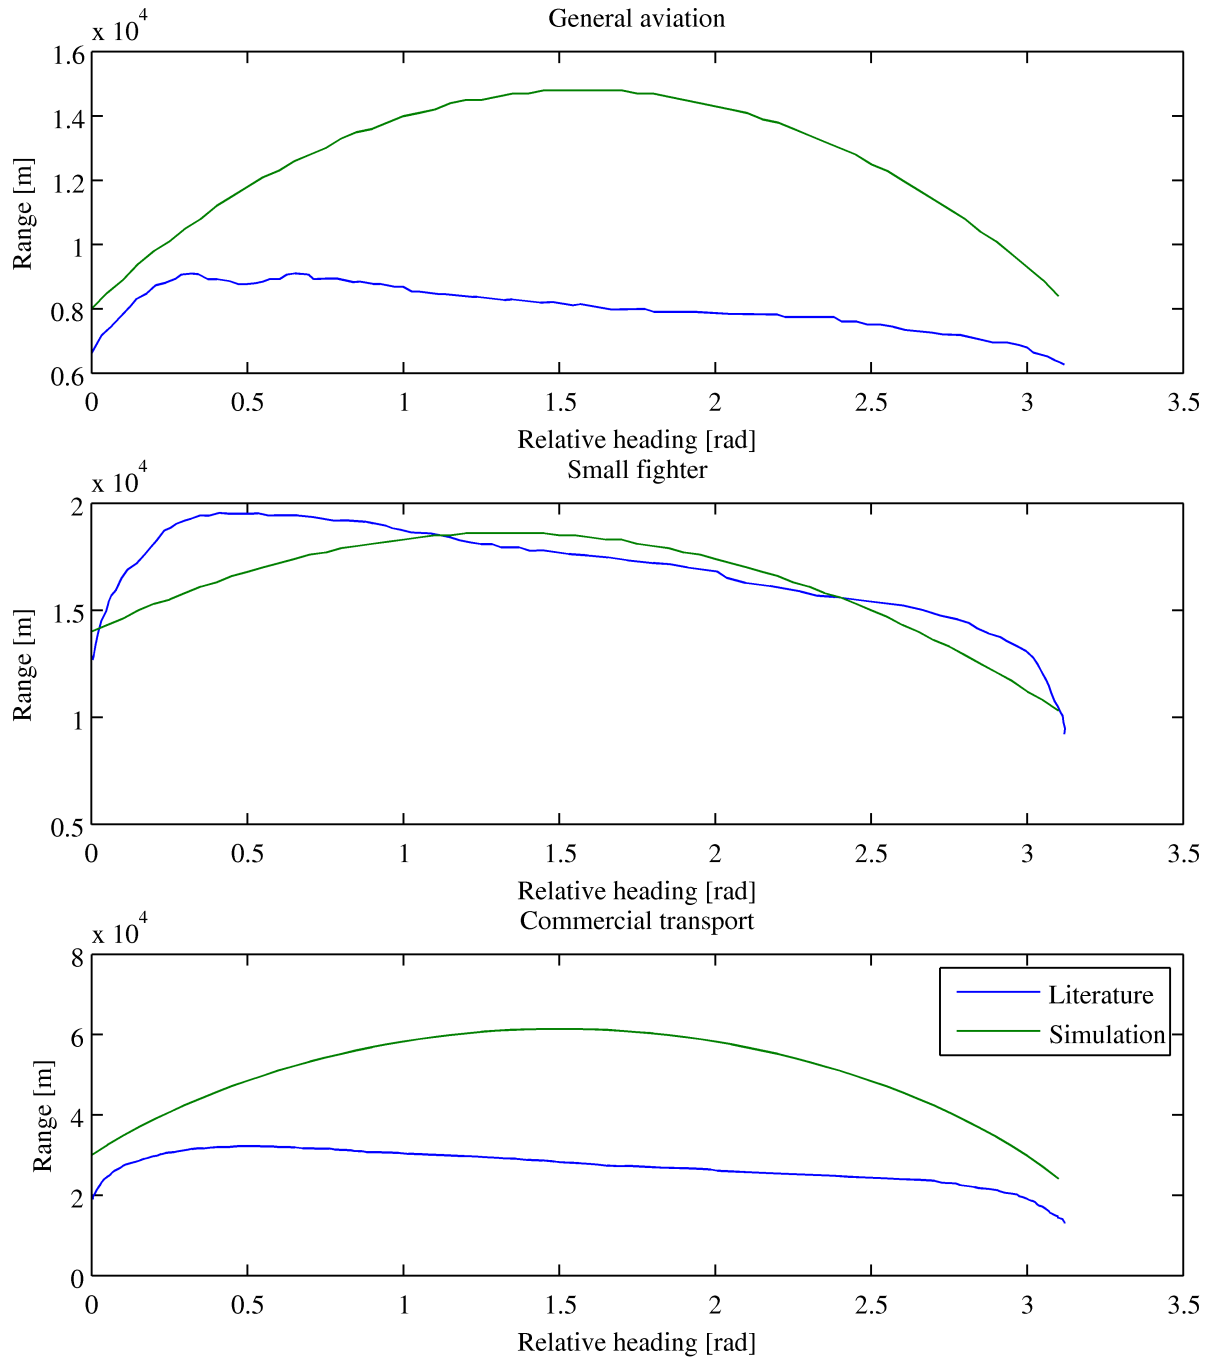 General aviation
x 10^4
1.6
1.4
1.2
1
0.8
0.6
Range [m]
0 0.5 1 1.5 2 2.5 3 3.5
Relative heading [rad]
Small fighter
x 10^4
2
1.5
1
0.5
Range [m]
0 0.5 1 1.5 2 2.5 3 3.5
Relative heading [rad]
Commercial transport
x 10^4
8
6
4
2
0
Range [m]
Literature
Simulation
0 0.5 1 1.5 2 2.5 3 3.5
Relative heading [rad]